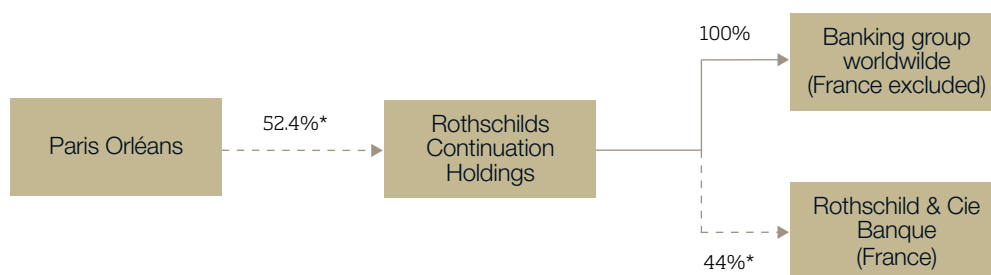 Paris Orléans
52.4%*
Rothschilds
Continuation
Holdings
100%
Banking group
worldwilde
(France excluded)
44%*
Rothschild & Cie
Banque
(France)